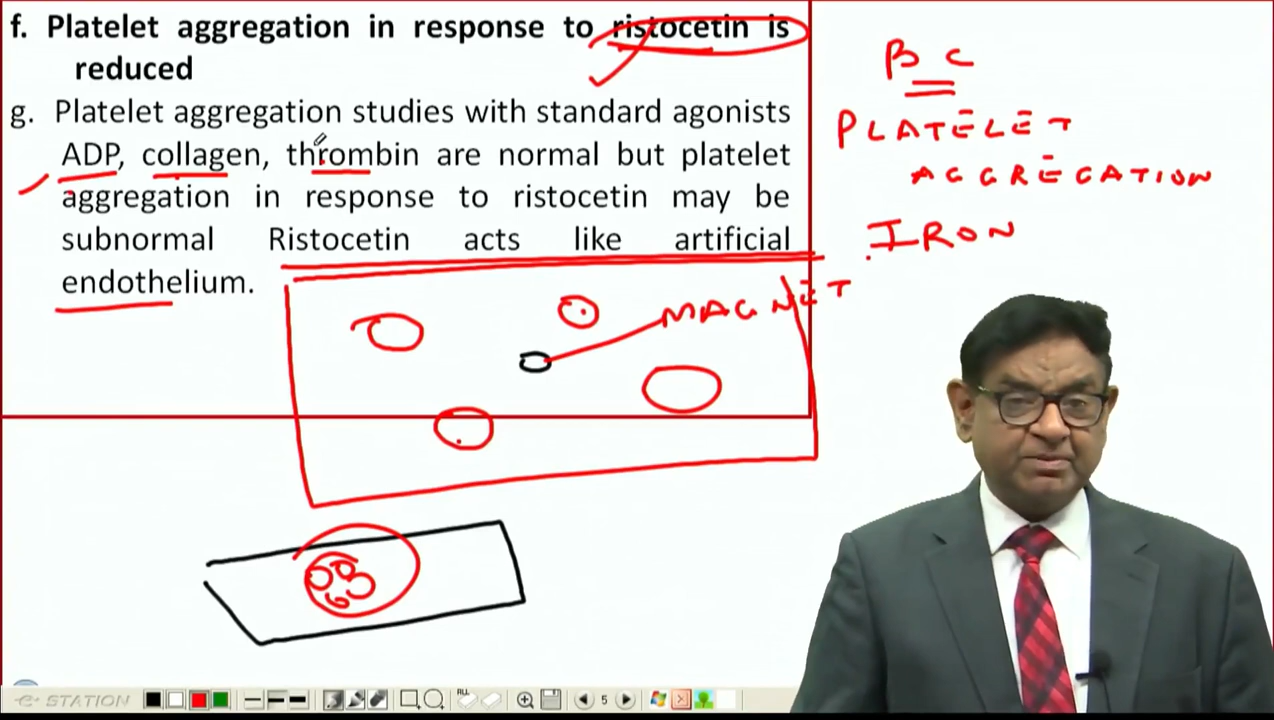 f. Platelet aggregation in response to ristocetin is
reduced
g. Platelet aggregation studies with standard agonists
ADP, collagen, thrombin are normal but platelet
aggregation in response to ristocetin may be
subnormal Ristocetin acts like artificial
endothelium.
B C
PLATELET
AGGREGATION
IRON
MAGNET
e-STATION
ALL
5